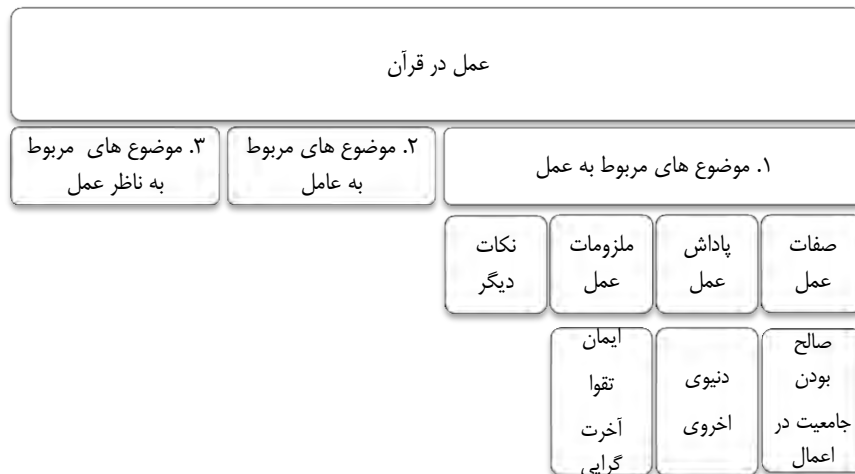 عمل در قرآن
۱. موضوع های مربوط به عمل
۲. موضوع های مربوط
به عامل
۳. موضوع های مربوط
به ناظر عمل
صفات
عمل
پاداش
عمل
ملزومات
عمل
نکات
دیگر
صالح
بودن
جامعیت در
اعمال
دنیوی
اخروی
ایمان
تقوا
آخرت
گرایی